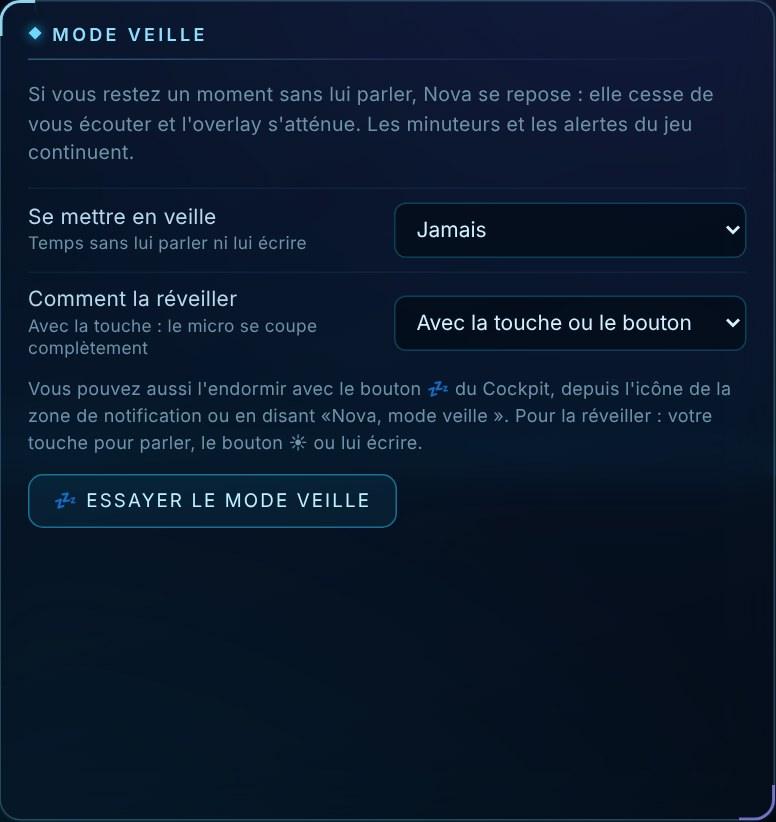 MODE VEILLE
Si vous restez un moment sans lui parler, Nova se repose : elle cesse de
vous écouter et l'overlay s'atténue. Les minuteurs et les alertes du jeu
continuent.
Se mettre en veille
Temps sans lui parler ni lui écrire
Jamais
Comment la réveiller
Avec la touche : le micro se coupe
complètement
Avec la touche ou le bouton
Vous pouvez aussi l'endormir avec le bouton 💤 du Cockpit, depuis l'icône de la
zone de notification ou en disant «Nova, mode veille ». Pour la réveiller : votre
touche pour parler, le bouton ☀ ou lui écrire.
💤 ESSAYER LE MODE VEILLE